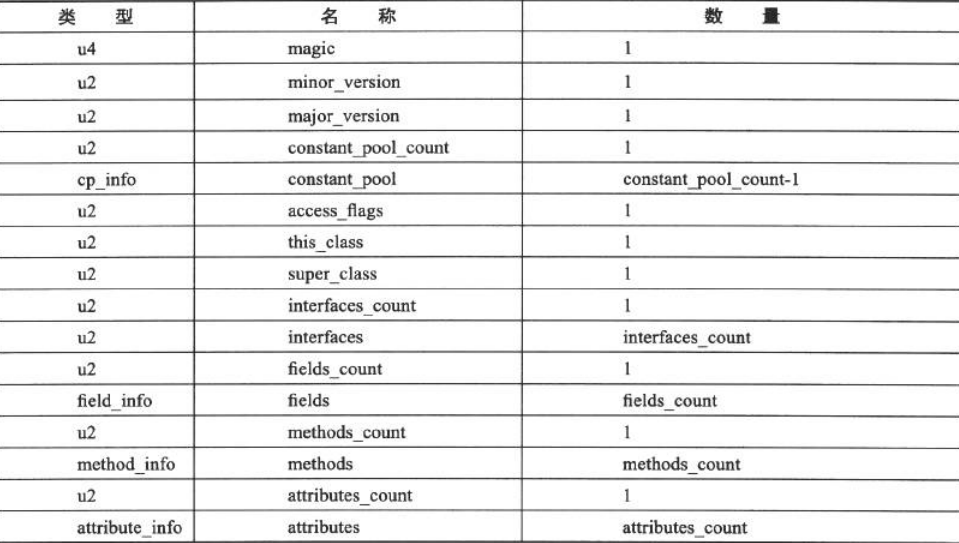 类 型 名 称 数 量
u4 magic 1
u2 minor_version 1
u2 major_version 1
u2 constant_pool_count 1
cp_info constant_pool constant_pool_count-1
u2 access_flags 1
u2 this_class 1
u2 super_class 1
u2 interfaces_count 1
u2 interfaces interfaces_count
u2 fields_count 1
field_info fields fields_count
u2 methods_count 1
method_info methods methods_count
u2 attributes_count 1
attribute_info attributes attributes_count